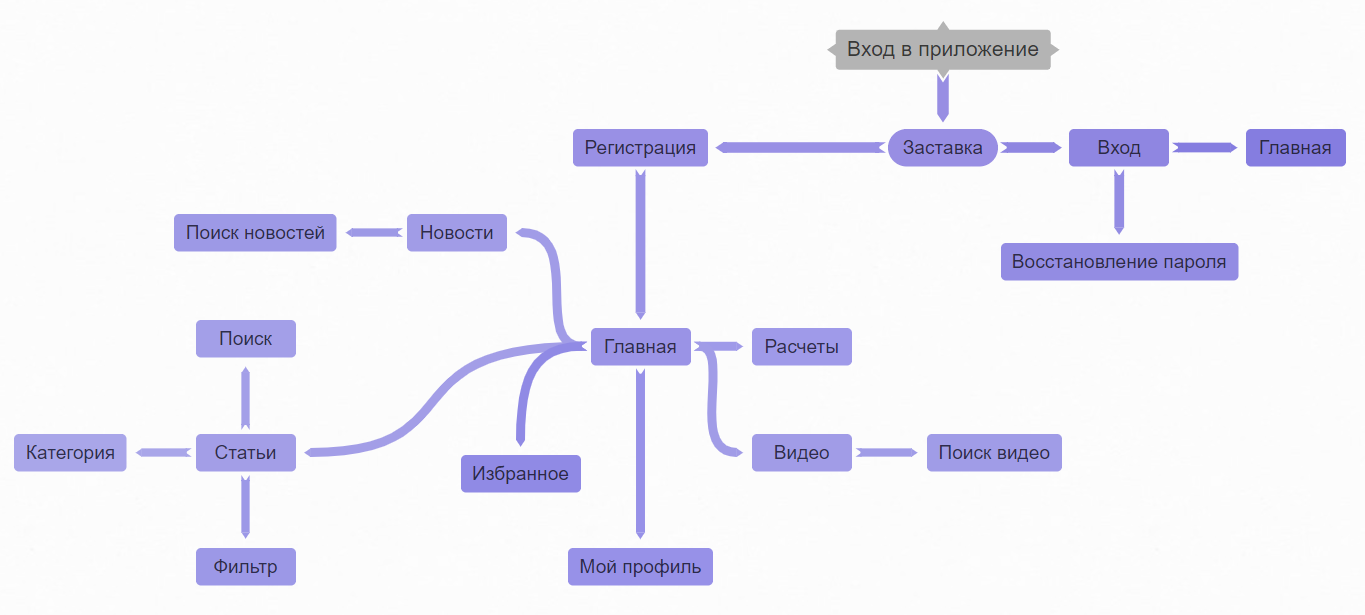 Вход в приложение
Регистрация
Заставка
Вход
Главная
Поиск новостей
Новости
Восстановление пароля
Поиск
Главная
Расчеты
Категория
Статьи
Избранное
Видео
Поиск видео
Фильтр
Мой профиль